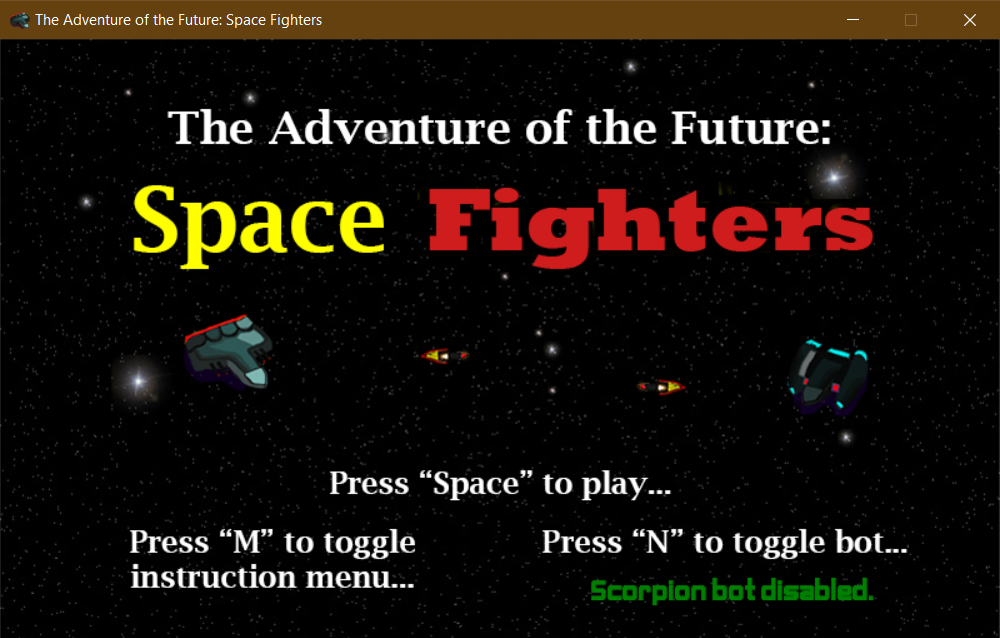 The Adventure of the Future: Space Fighters
The Adventure of the Future:
Space Fighters
Press “Space” to play...
Press “M” to toggle
instruction menu...
Press “N” to toggle bot...
Scorpion bot disabled.